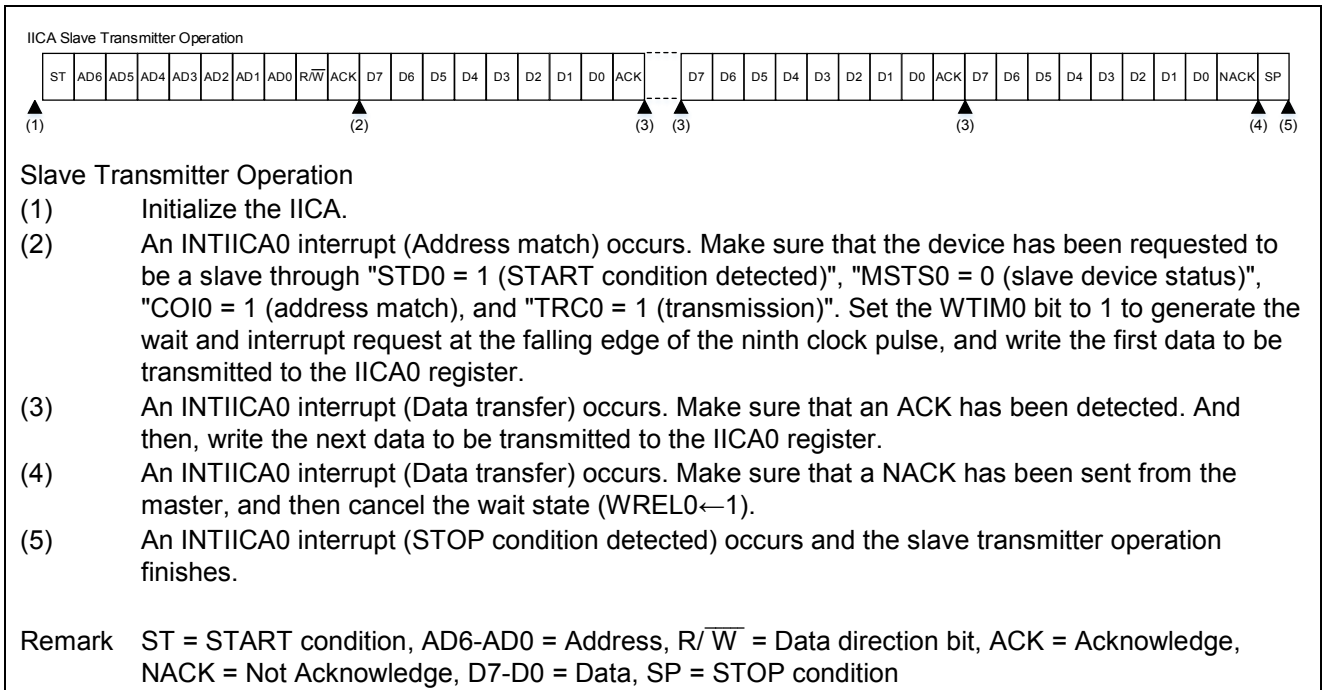 IICA Slave Transmitter Operation
ST AD6 AD5 AD4 AD3 AD2 AD1 AD0 R/W̅ ACK D7 D6 D5 D4 D3 D2 D1 D0 ACK D7 D6 D5 D4 D3 D2 D1 D0 ACK D7 D6 D5 D4 D3 D2 D1 D0 NACK SP
(1) (2) (3) (3) (3) (4) (5)
Slave Transmitter Operation
(1) Initialize the IICA.
(2) An INTIICA0 interrupt (Address match) occurs. Make sure that the device has been requested to
be a slave through "STD0 = 1 (START condition detected)", "MSTS0 = 0 (slave device status)",
"COI0 = 1 (address match), and "TRC0 = 1 (transmission)". Set the WTIM0 bit to 1 to generate the
wait and interrupt request at the falling edge of the ninth clock pulse, and write the first data to be
transmitted to the IICA0 register.
(3) An INTIICA0 interrupt (Data transfer) occurs. Make sure that an ACK has been detected. And
then, write the next data to be transmitted to the IICA0 register.
(4) An INTIICA0 interrupt (Data transfer) occurs. Make sure that a NACK has been sent from the
master, and then cancel the wait state (WREL0←1).
(5) An INTIICA0 interrupt (STOP condition detected) occurs and the slave transmitter operation
finishes.
Remark ST = START condition, AD6-AD0 = Address, R/W̅ = Data direction bit, ACK = Acknowledge,
NACK = Not Acknowledge, D7-D0 = Data, SP = STOP condition